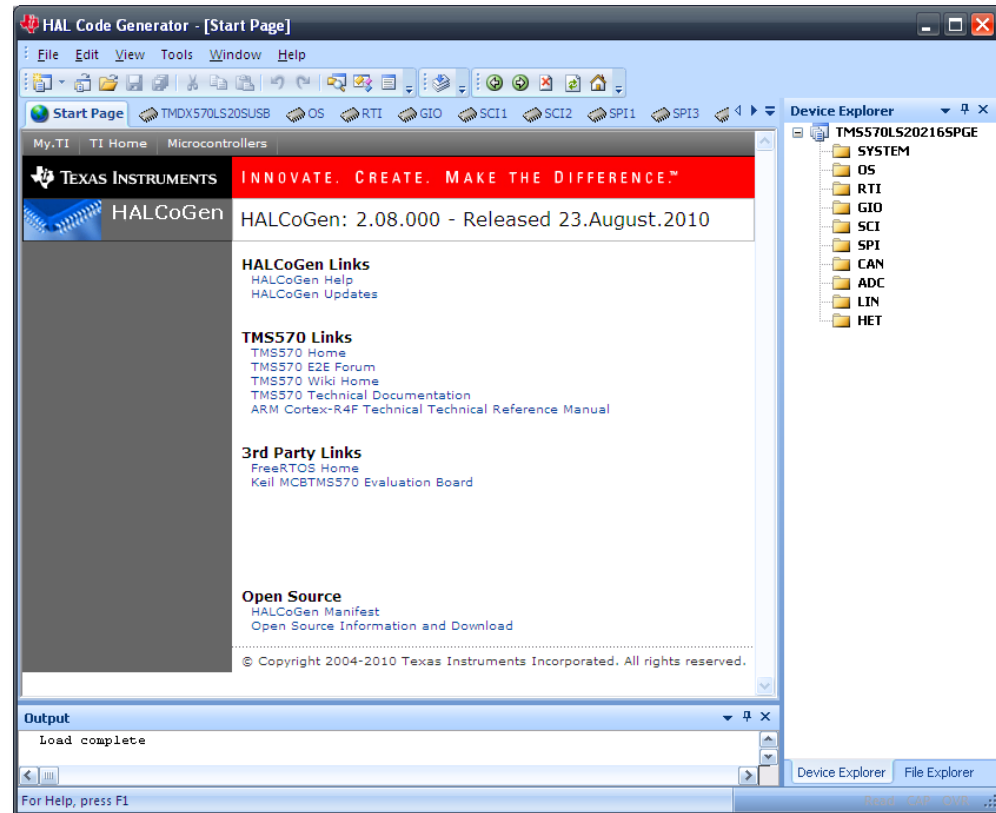 HAL Code Generator - [Start Page]
File Edit View Tools Window Help
Start Page TMDX570LS20SUSB OS RTI GIO SCI1 SCI2 SPI1 SPI3
My.TI TI Home Microcontrollers
TEXAS INSTRUMENTS INNOVATE. CREATE. MAKE THE DIFFERENCE.™
HALCoGen HALCoGen: 2.08.000 - Released 23.August.2010
HALCoGen Links
HALCoGen Help
HALCoGen Updates
TMS570 Links
TMS570 Home
TMS570 E2E Forum
TMS570 Wiki Home
TMS570 Technical Documentation
ARM Cortex-R4F Technical Technical Reference Manual
3rd Party Links
FreeRTOS Home
Keil MCBTMS570 Evaluation Board
Open Source
HALCoGen Manifest
Open Source Information and Download
© Copyright 2004-2010 Texas Instruments Incorporated. All rights reserved.
Device Explorer
TMS570LS20216SPGE
SYSTEM
OS
RTI
GIO
SCI
SPI
CAN
ADC
LIN
HET
Output
Load complete
Device Explorer File Explorer
For Help, press F1
Read CAP OVR